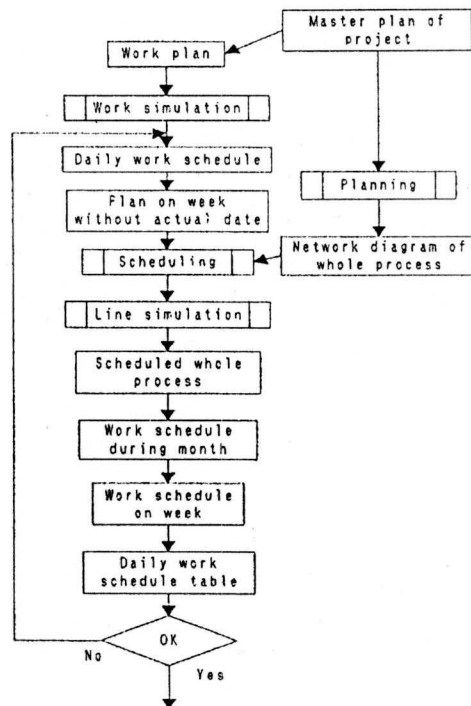 Master plan of
project
Work plan
Work simulation
Daily work schedule
Plan on week
without actual date
Planning
Network diagram of
whole process
Scheduling
Line simulation
Scheduled whole
process
Work schedule
during month
Work schedule
on week
Daily work
schedule table
OK
No
Yes